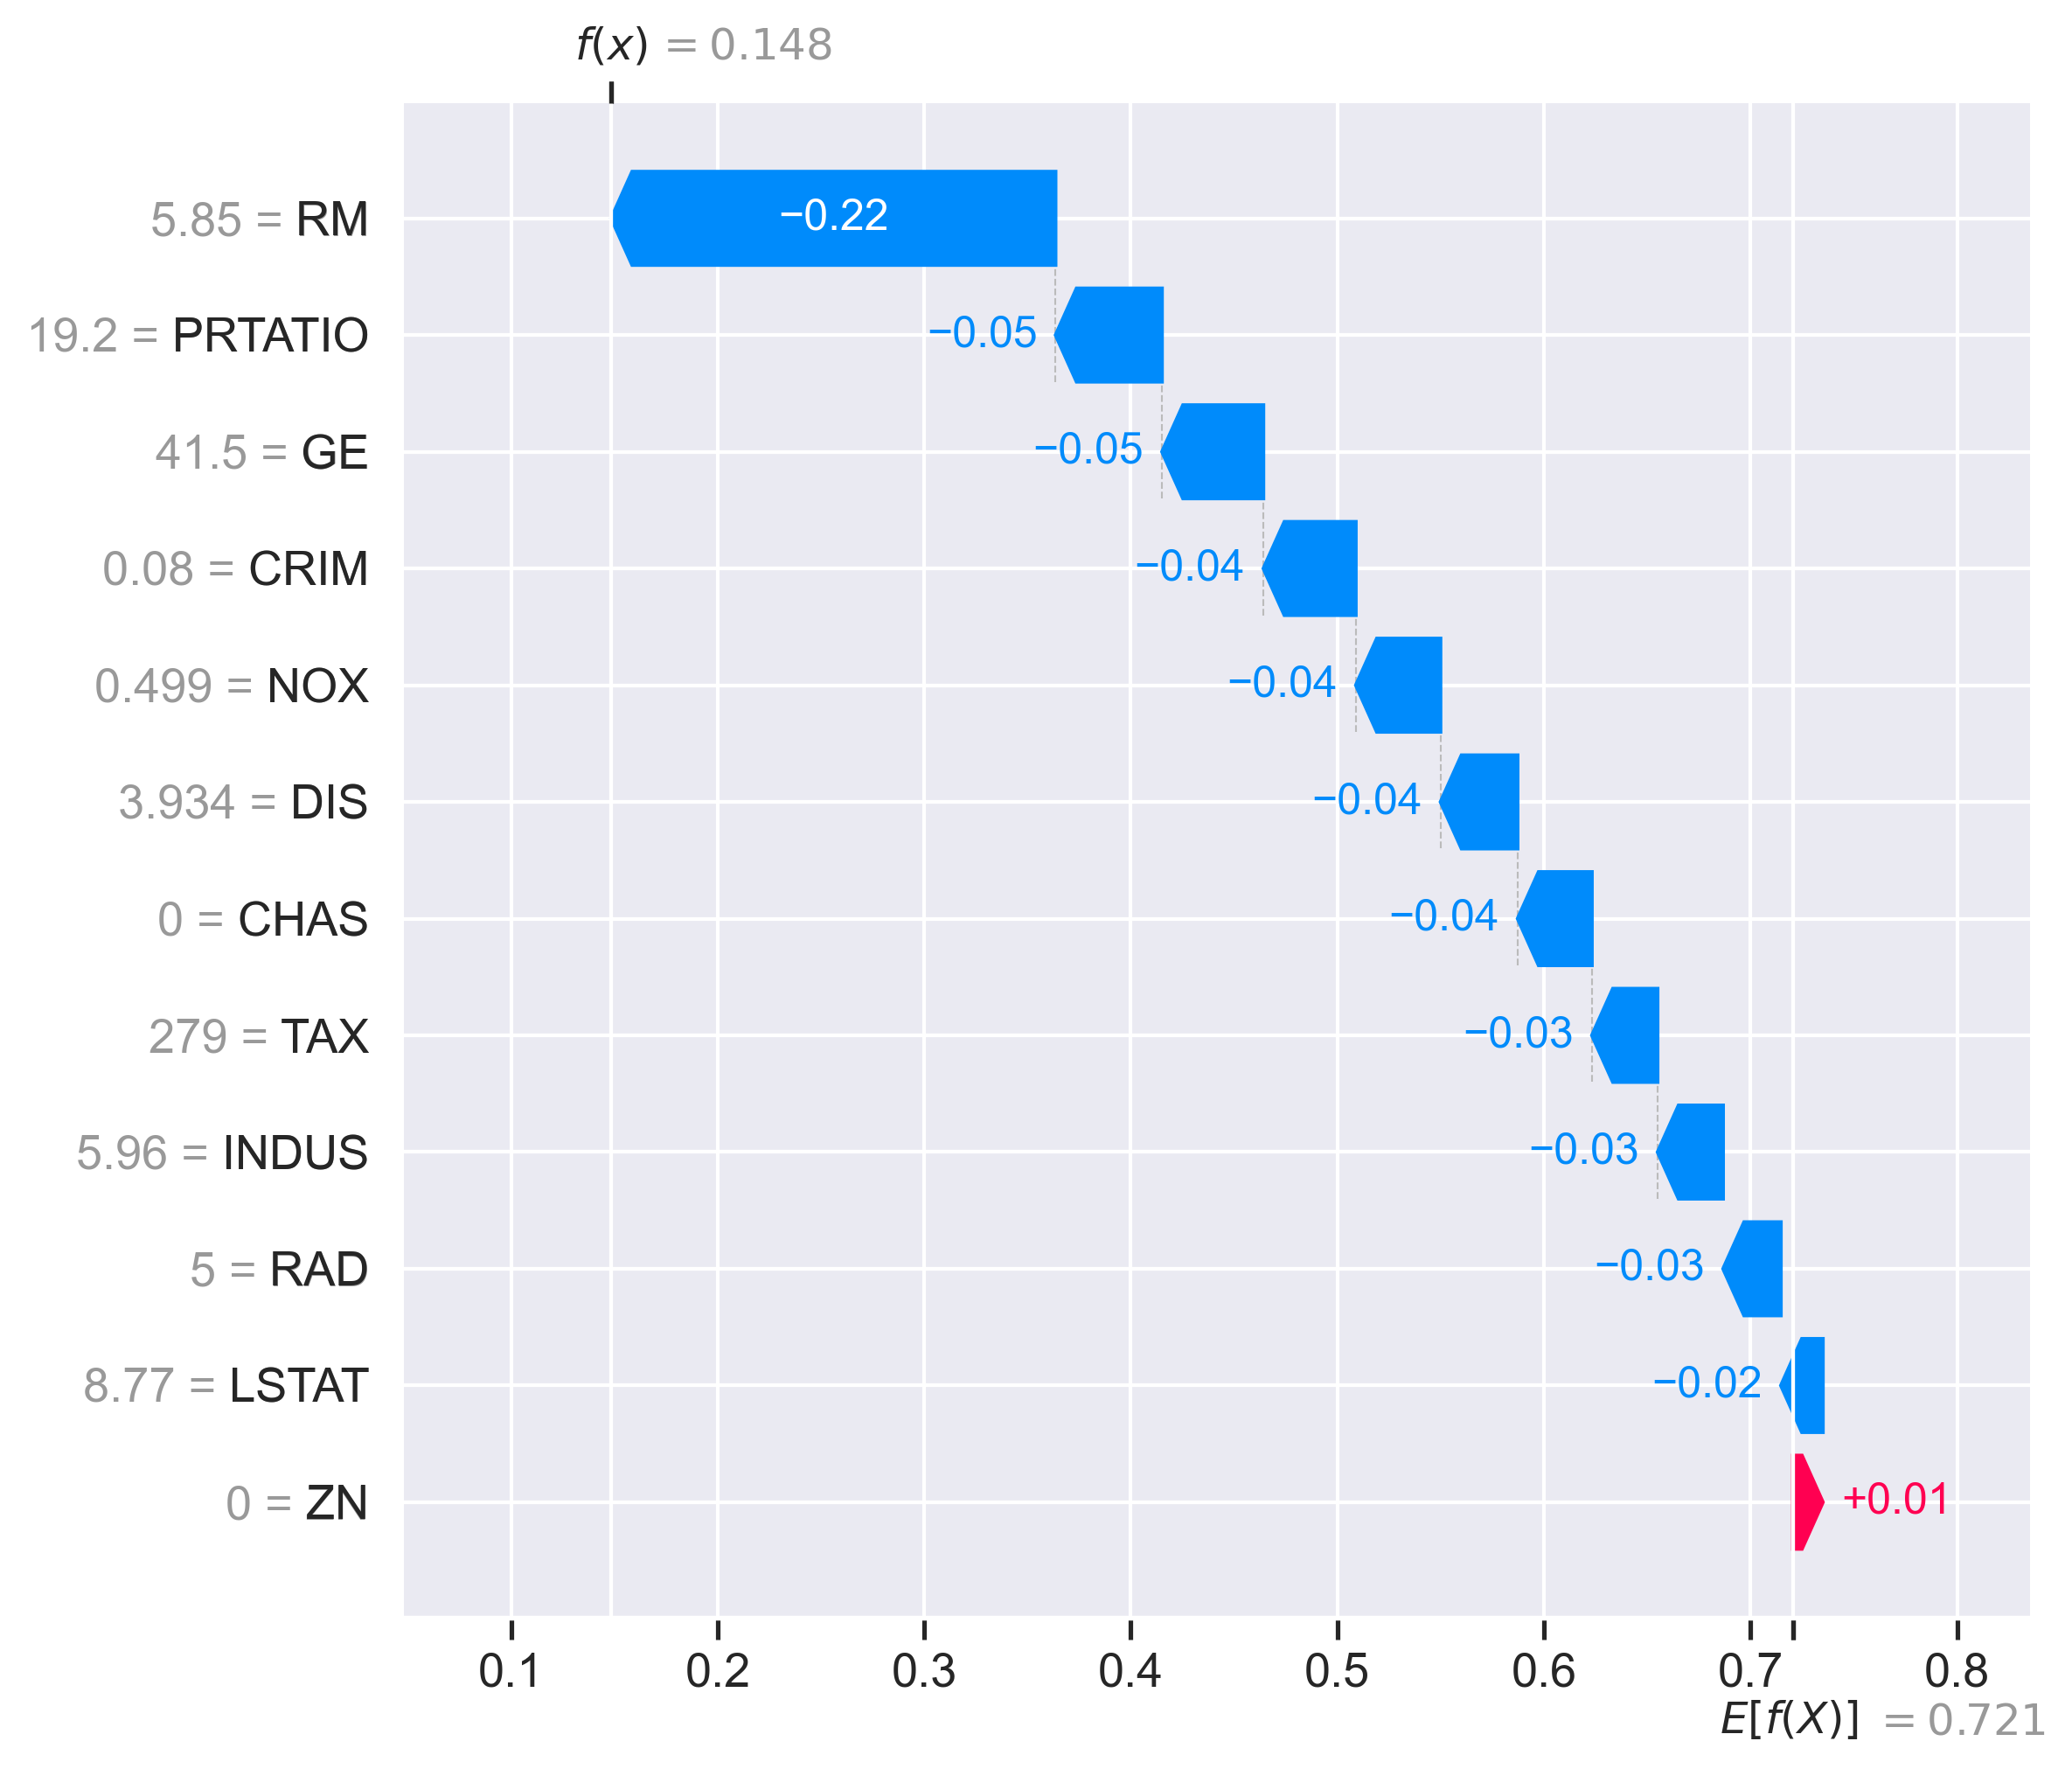 f(x) = 0.148
5.85 = RM
−0.22
19.2 = PRTATIO
−0.05
41.5 = GE
−0.05
0.08 = CRIM
−0.04
0.499 = NOX
−0.04
3.934 = DIS
−0.04
0 = CHAS
−0.04
279 = TAX
−0.03
5.96 = INDUS
−0.03
5 = RAD
−0.03
8.77 = LSTAT
−0.02
0 = ZN
+0.01
0.1 0.2 0.3 0.4 0.5 0.6 0.7 0.8
E[f(X)] = 0.721